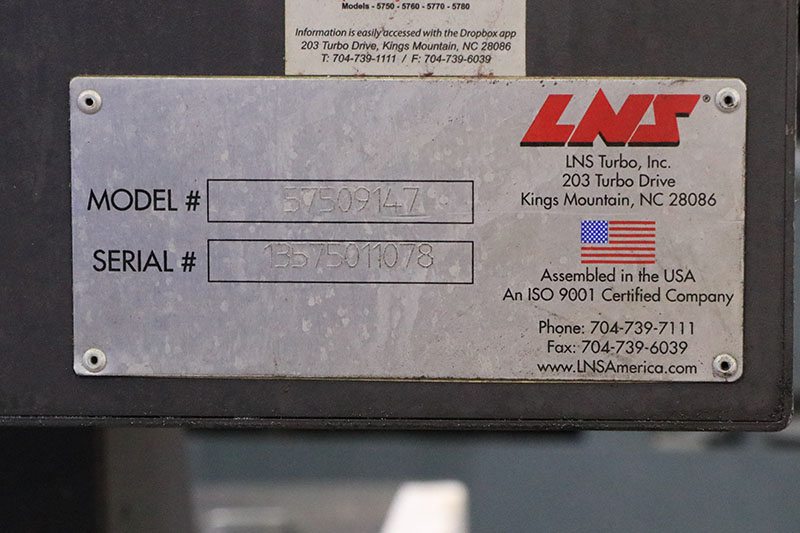 Models - 5750 - 5760 - 5770 - 5780
Information is easily accessed with the Dropbox app
203 Turbo Drive, Kings Mountain, NC 28086
T: 704-739-1111 / F: 704-739-6039
LNS®
LNS Turbo, Inc.
203 Turbo Drive
Kings Mountain, NC 28086
MODEL # 57509147
SERIAL # 13575011078
Assembled in the USA
An ISO 9001 Certified Company
Phone: 704-739-7111
Fax: 704-739-6039
www.LNSAmerica.com